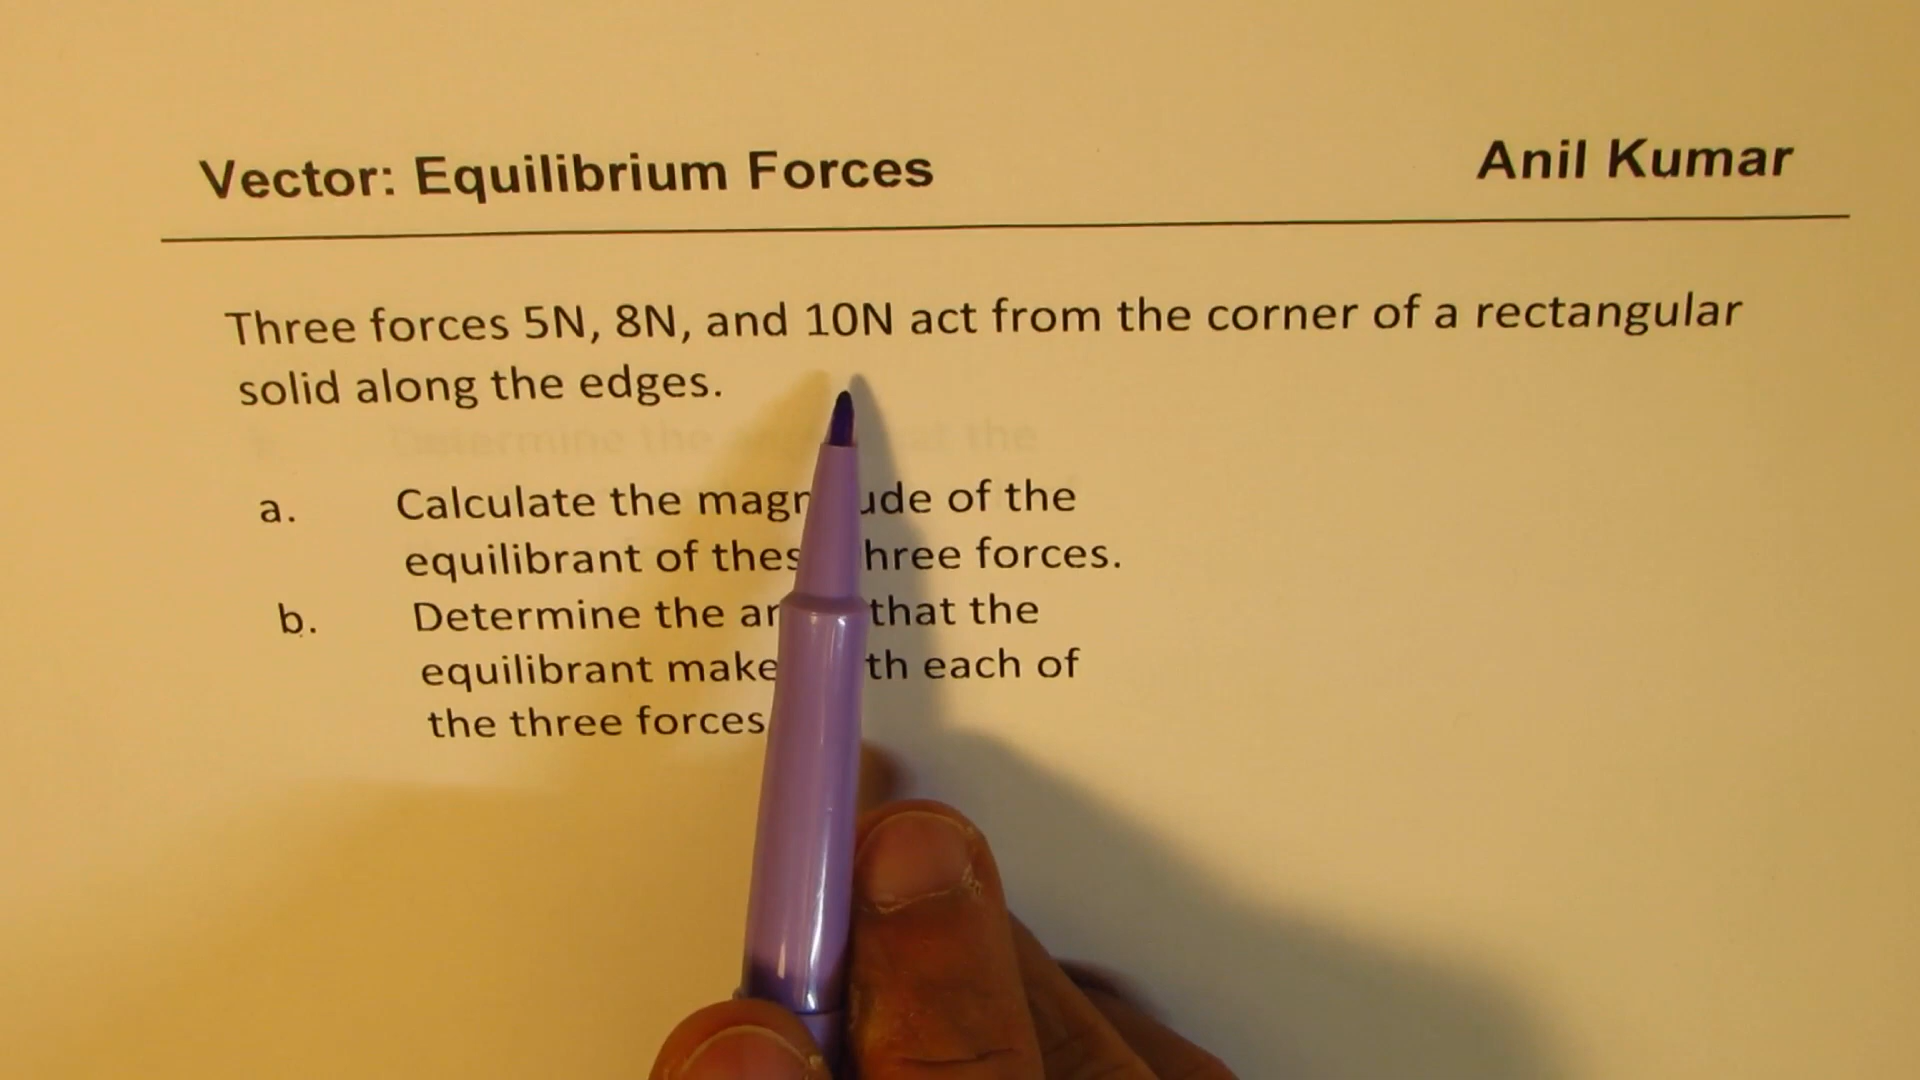 Vector: Equilibrium Forces
Anil Kumar
Three forces 5N, 8N, and 10N act from the corner of a rectangular
solid along the edges.
a. Calculate the magn ude of the
equilibrant of thes hree forces.
b. Determine the that the
equilibrant make th each of
the three forces